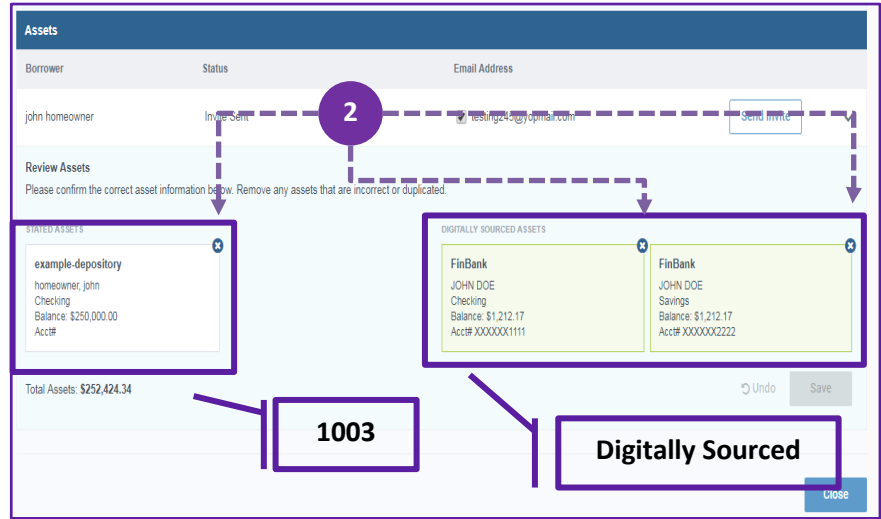 Assets
Borrower Status Email Address
john homeowner Invite Sent 2 testing245@yopmail.com Send Invite
Review Assets
Please confirm the correct asset information below. Remove any assets that are incorrect or duplicated.
STATED ASSETS
example-depository
homeowner, john
Checking
Balance: $250,000.00
Acct#
DIGITALLY SOURCED ASSETS
FinBank
JOHN DOE
Checking
Balance: $1,212.17
Acct# XXXXXX1111
FinBank
JOHN DOE
Savings
Balance: $1,212.17
Acct# XXXXXX2222
Total Assets: $252,424.34
Undo Save
1003
Digitally Sourced
Close